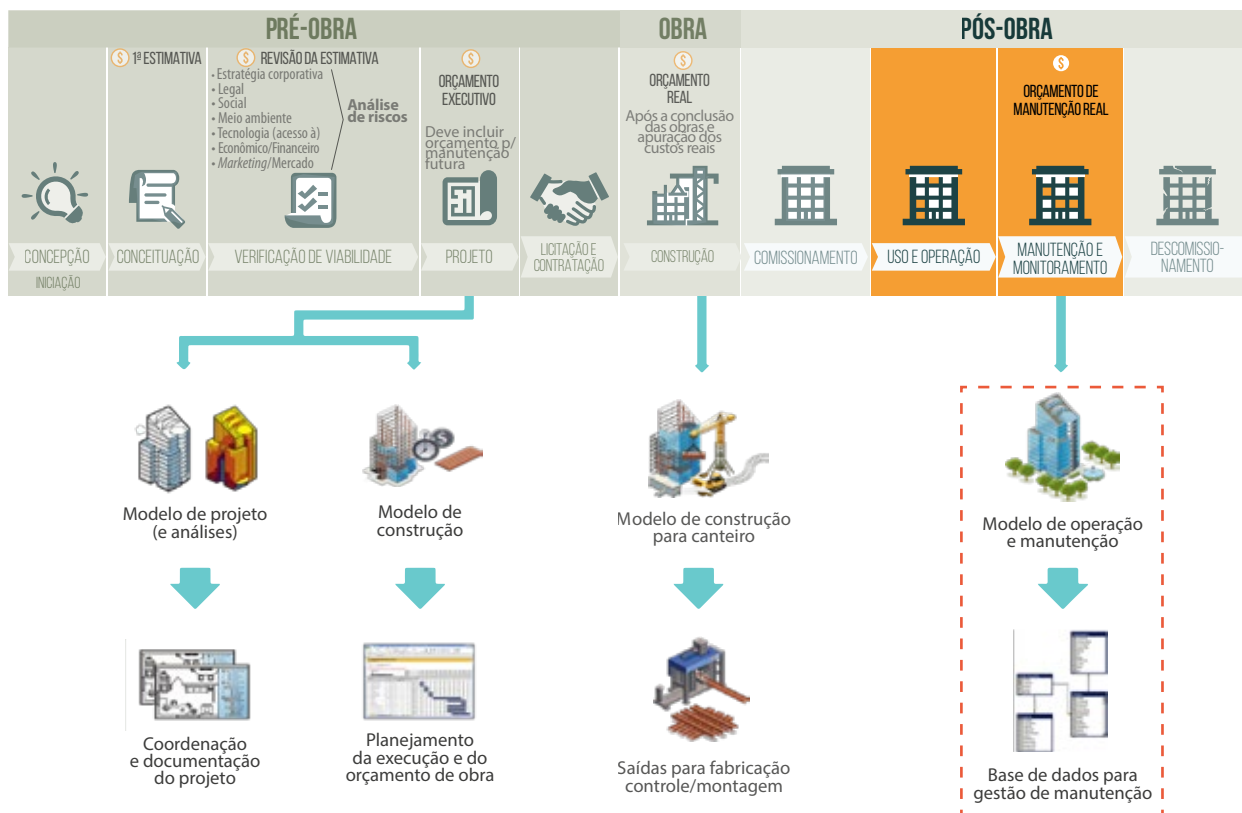 PRÉ-OBRA
OBRA
PÓS-OBRA
$ 1ª ESTIMATIVA
$ REVISÃO DA ESTIMATIVA
• Estratégia corporativa
• Legal
• Social
• Meio ambiente
• Tecnologia (acesso à)
• Econômico/Financeiro
• Marketing/Mercado
Análise
de riscos
$
ORÇAMENTO
EXECUTIVO
Deve incluir
orçamento p/
manutenção
futura
$
ORÇAMENTO
REAL
Após a conclusão
das obras e
apuração dos
custos reais
$
ORÇAMENTO DE
MANUTENÇÃO REAL
CONCEPÇÃO
INICIAÇÃO
CONCEITUAÇÃO
VERIFICAÇÃO DE VIABILIDADE
PROJETO
LICITAÇÃO E
CONTRATAÇÃO
CONSTRUÇÃO
COMISSIONAMENTO
USO E OPERAÇÃO
MANUTENÇÃO E
MONITORAMENTO
DESCOMISSIO-
NAMENTO
Modelo de projeto
(e análises)
Modelo de
construção
Modelo de construção
para canteiro
Modelo de operação
e manutenção
Coordenação
e documentação
do projeto
Planejamento
da execução e do
orçamento de obra
Saídas para fabricação
controle/montagem
Base de dados para
gestão de manutenção